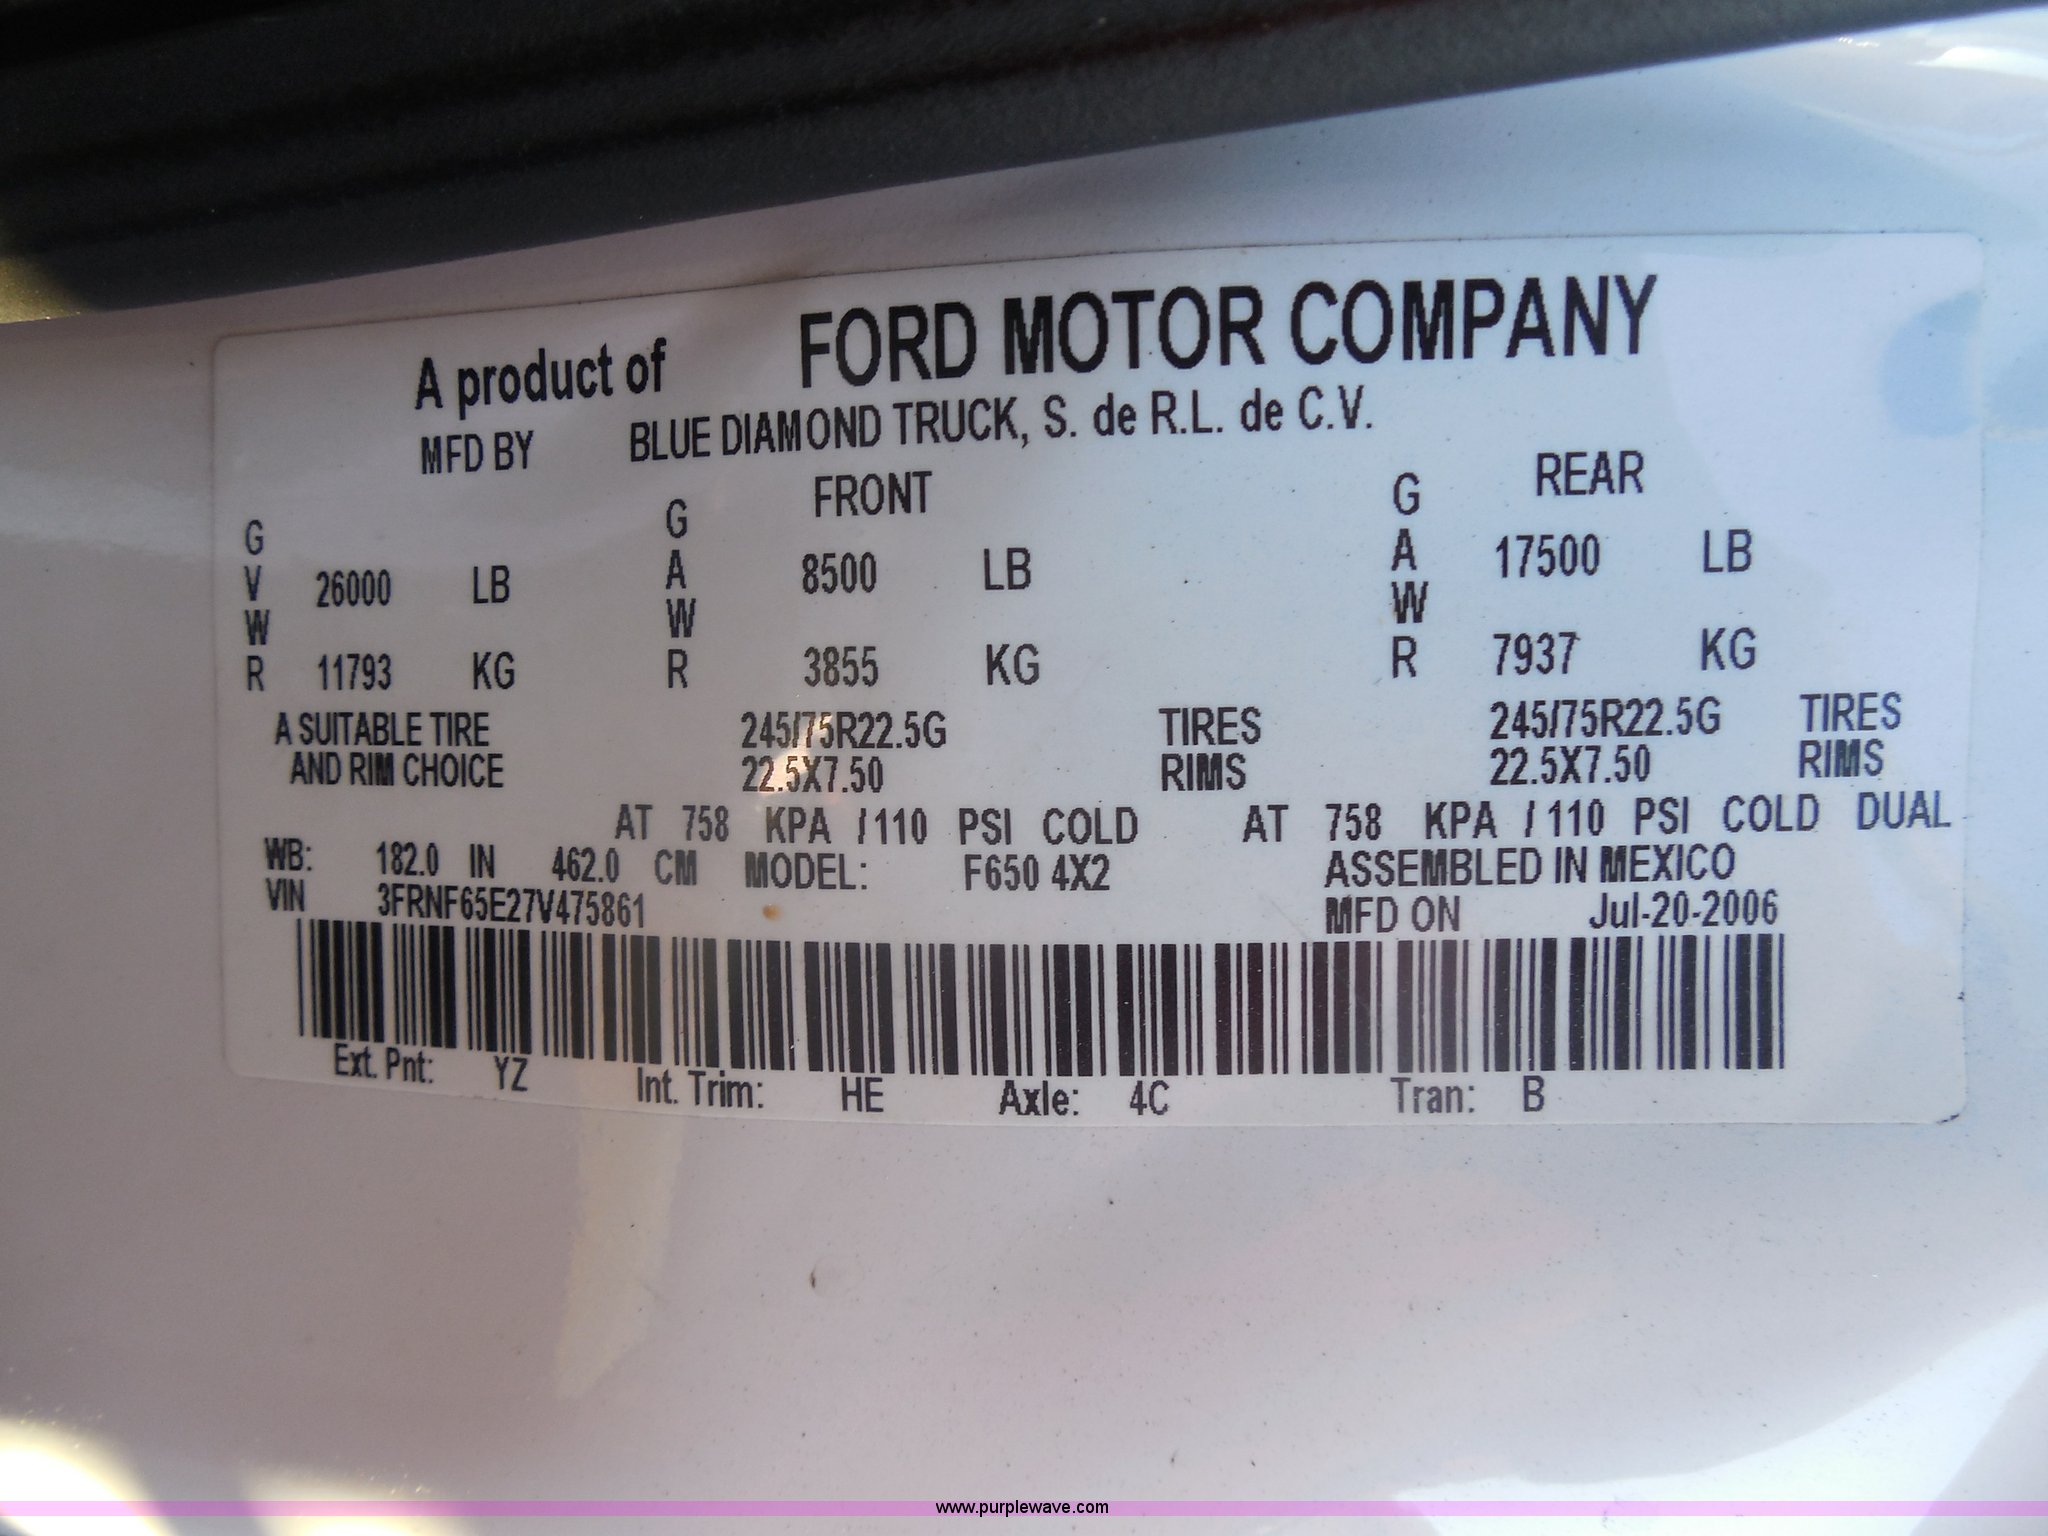 A product of FORD MOTOR COMPANY
MFD BY BLUE DIAMOND TRUCK, S. de R.L. de C.V.
FRONT REAR
GVWR 26000 LB GAWR 8500 LB GAWR 17500 LB
11793 KG 3855 KG 7937 KG
A SUITABLE TIRE 245/75R22.5G TIRES 245/75R22.5G TIRES
AND RIM CHOICE 22.5X7.50 RIMS 22.5X7.50 RIMS
AT 758 KPA / 110 PSI COLD AT 758 KPA / 110 PSI COLD DUAL
WB: 182.0 IN 462.0 CM MODEL: F650 4X2 ASSEMBLED IN MEXICO
VIN 3FRNF65E27V475861 MFD ON Jul-20-2006
Ext. Pnt: YZ Int. Trim: HE Axle: 4C Tran: B
www.purplewave.com